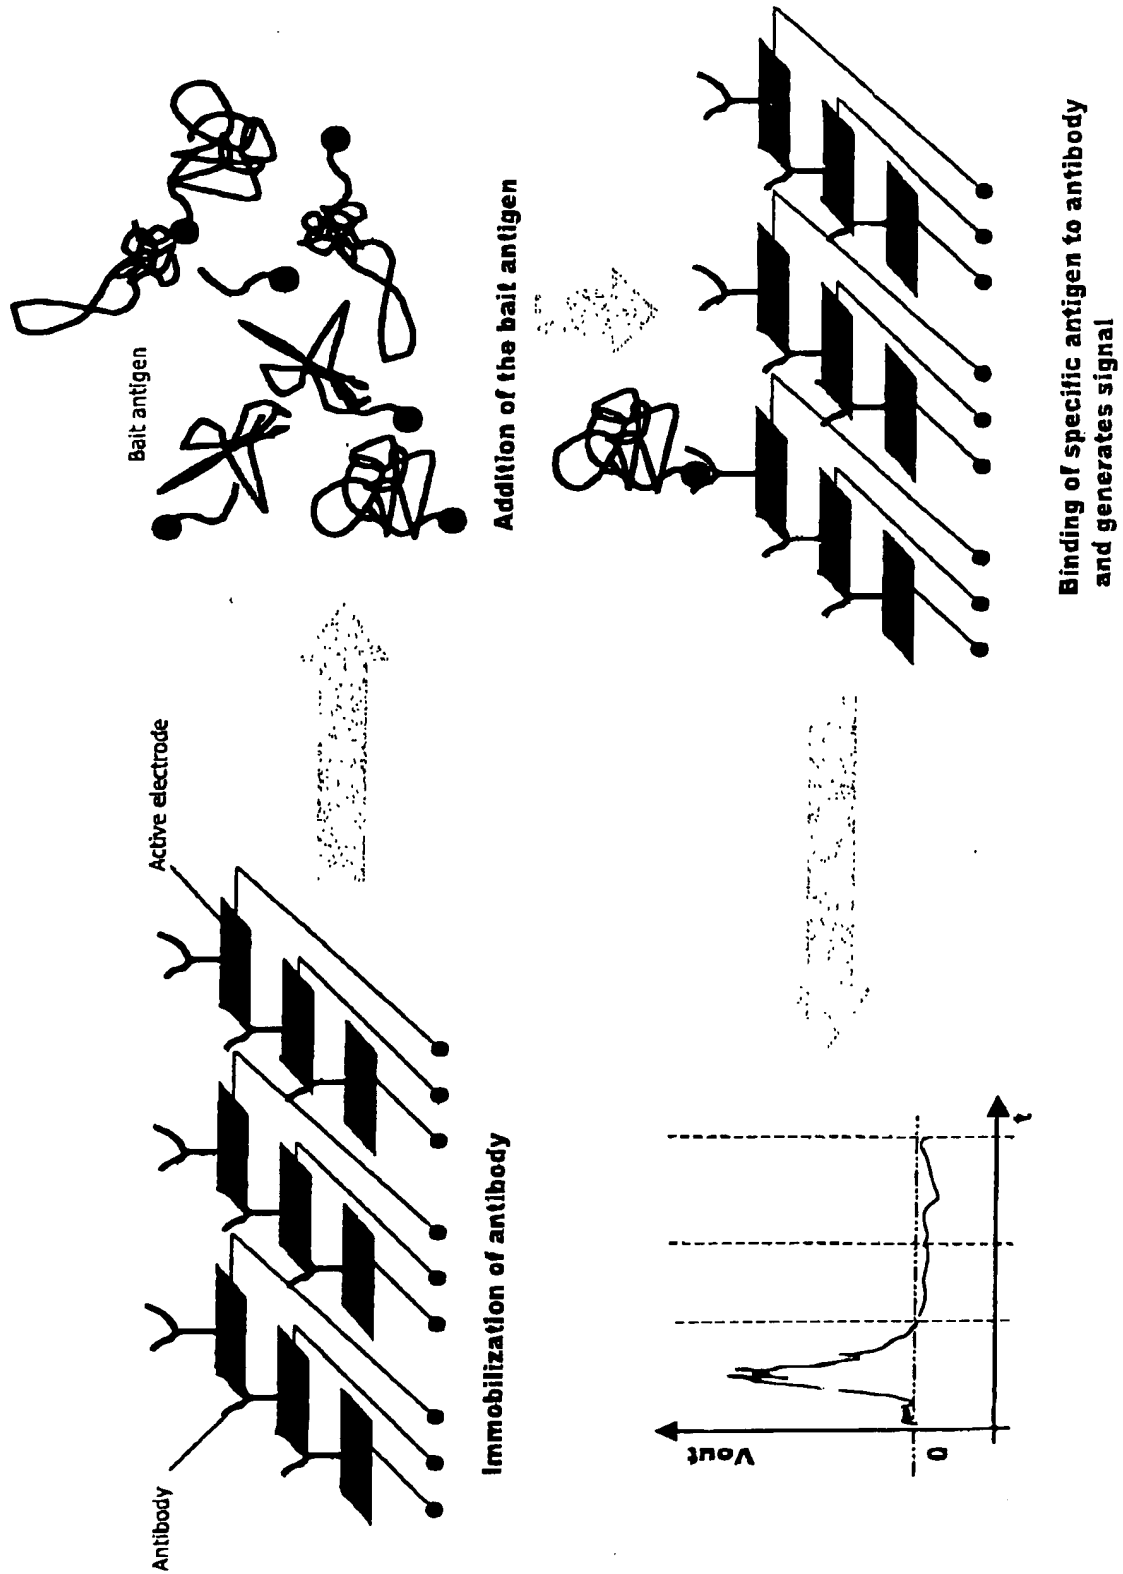 Antibody
Active electrode
Immobilization of antibody
Bait antigen
Addition of the bait antigen
Binding of specific antigen to antibody
and generates signal
Vout
0
t